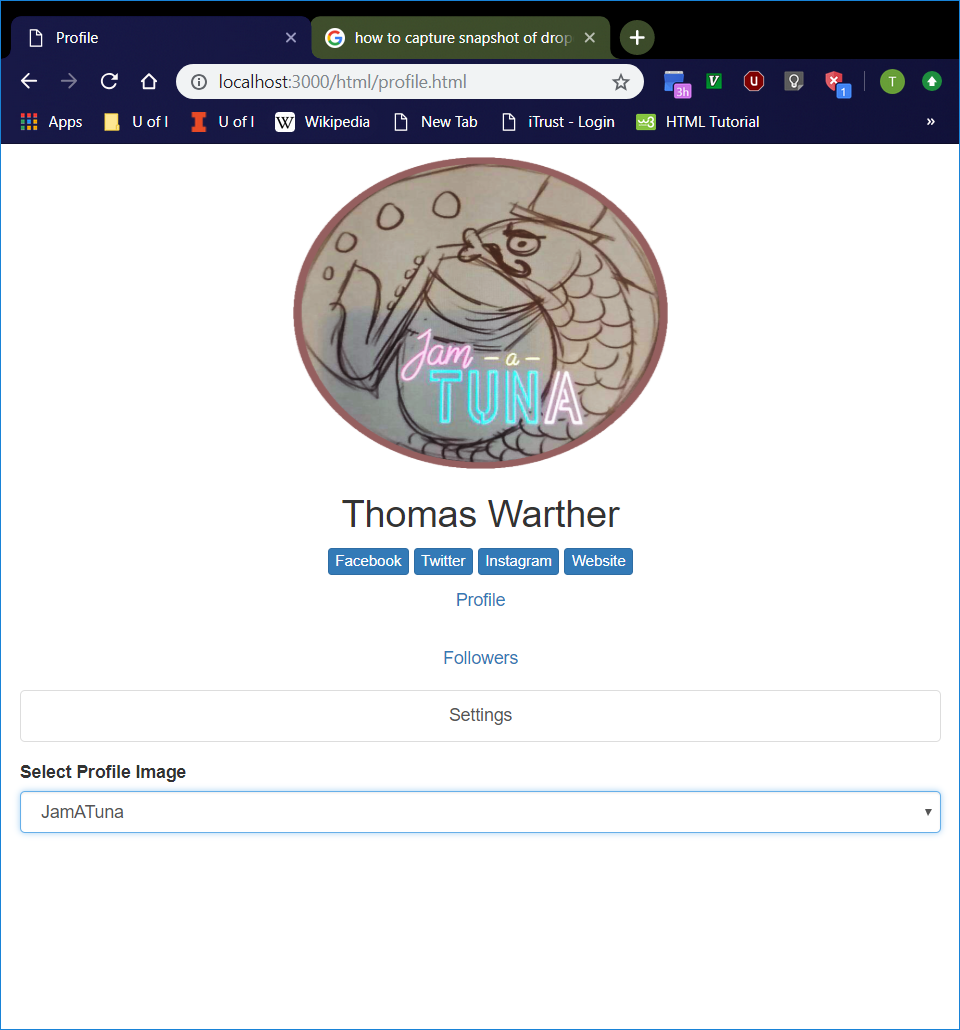 Profile
how to capture snapshot of drop
localhost:3000/html/profile.html
3h
V
U
1
T
Apps
U of I
I
U of I
W
Wikipedia
New Tab
iTrust - Login
w3
HTML Tutorial
»
Jam - a -
TUNA
Thomas Warther
Facebook Twitter Instagram Website
Profile
Followers
Settings
Select Profile Image
JamATuna